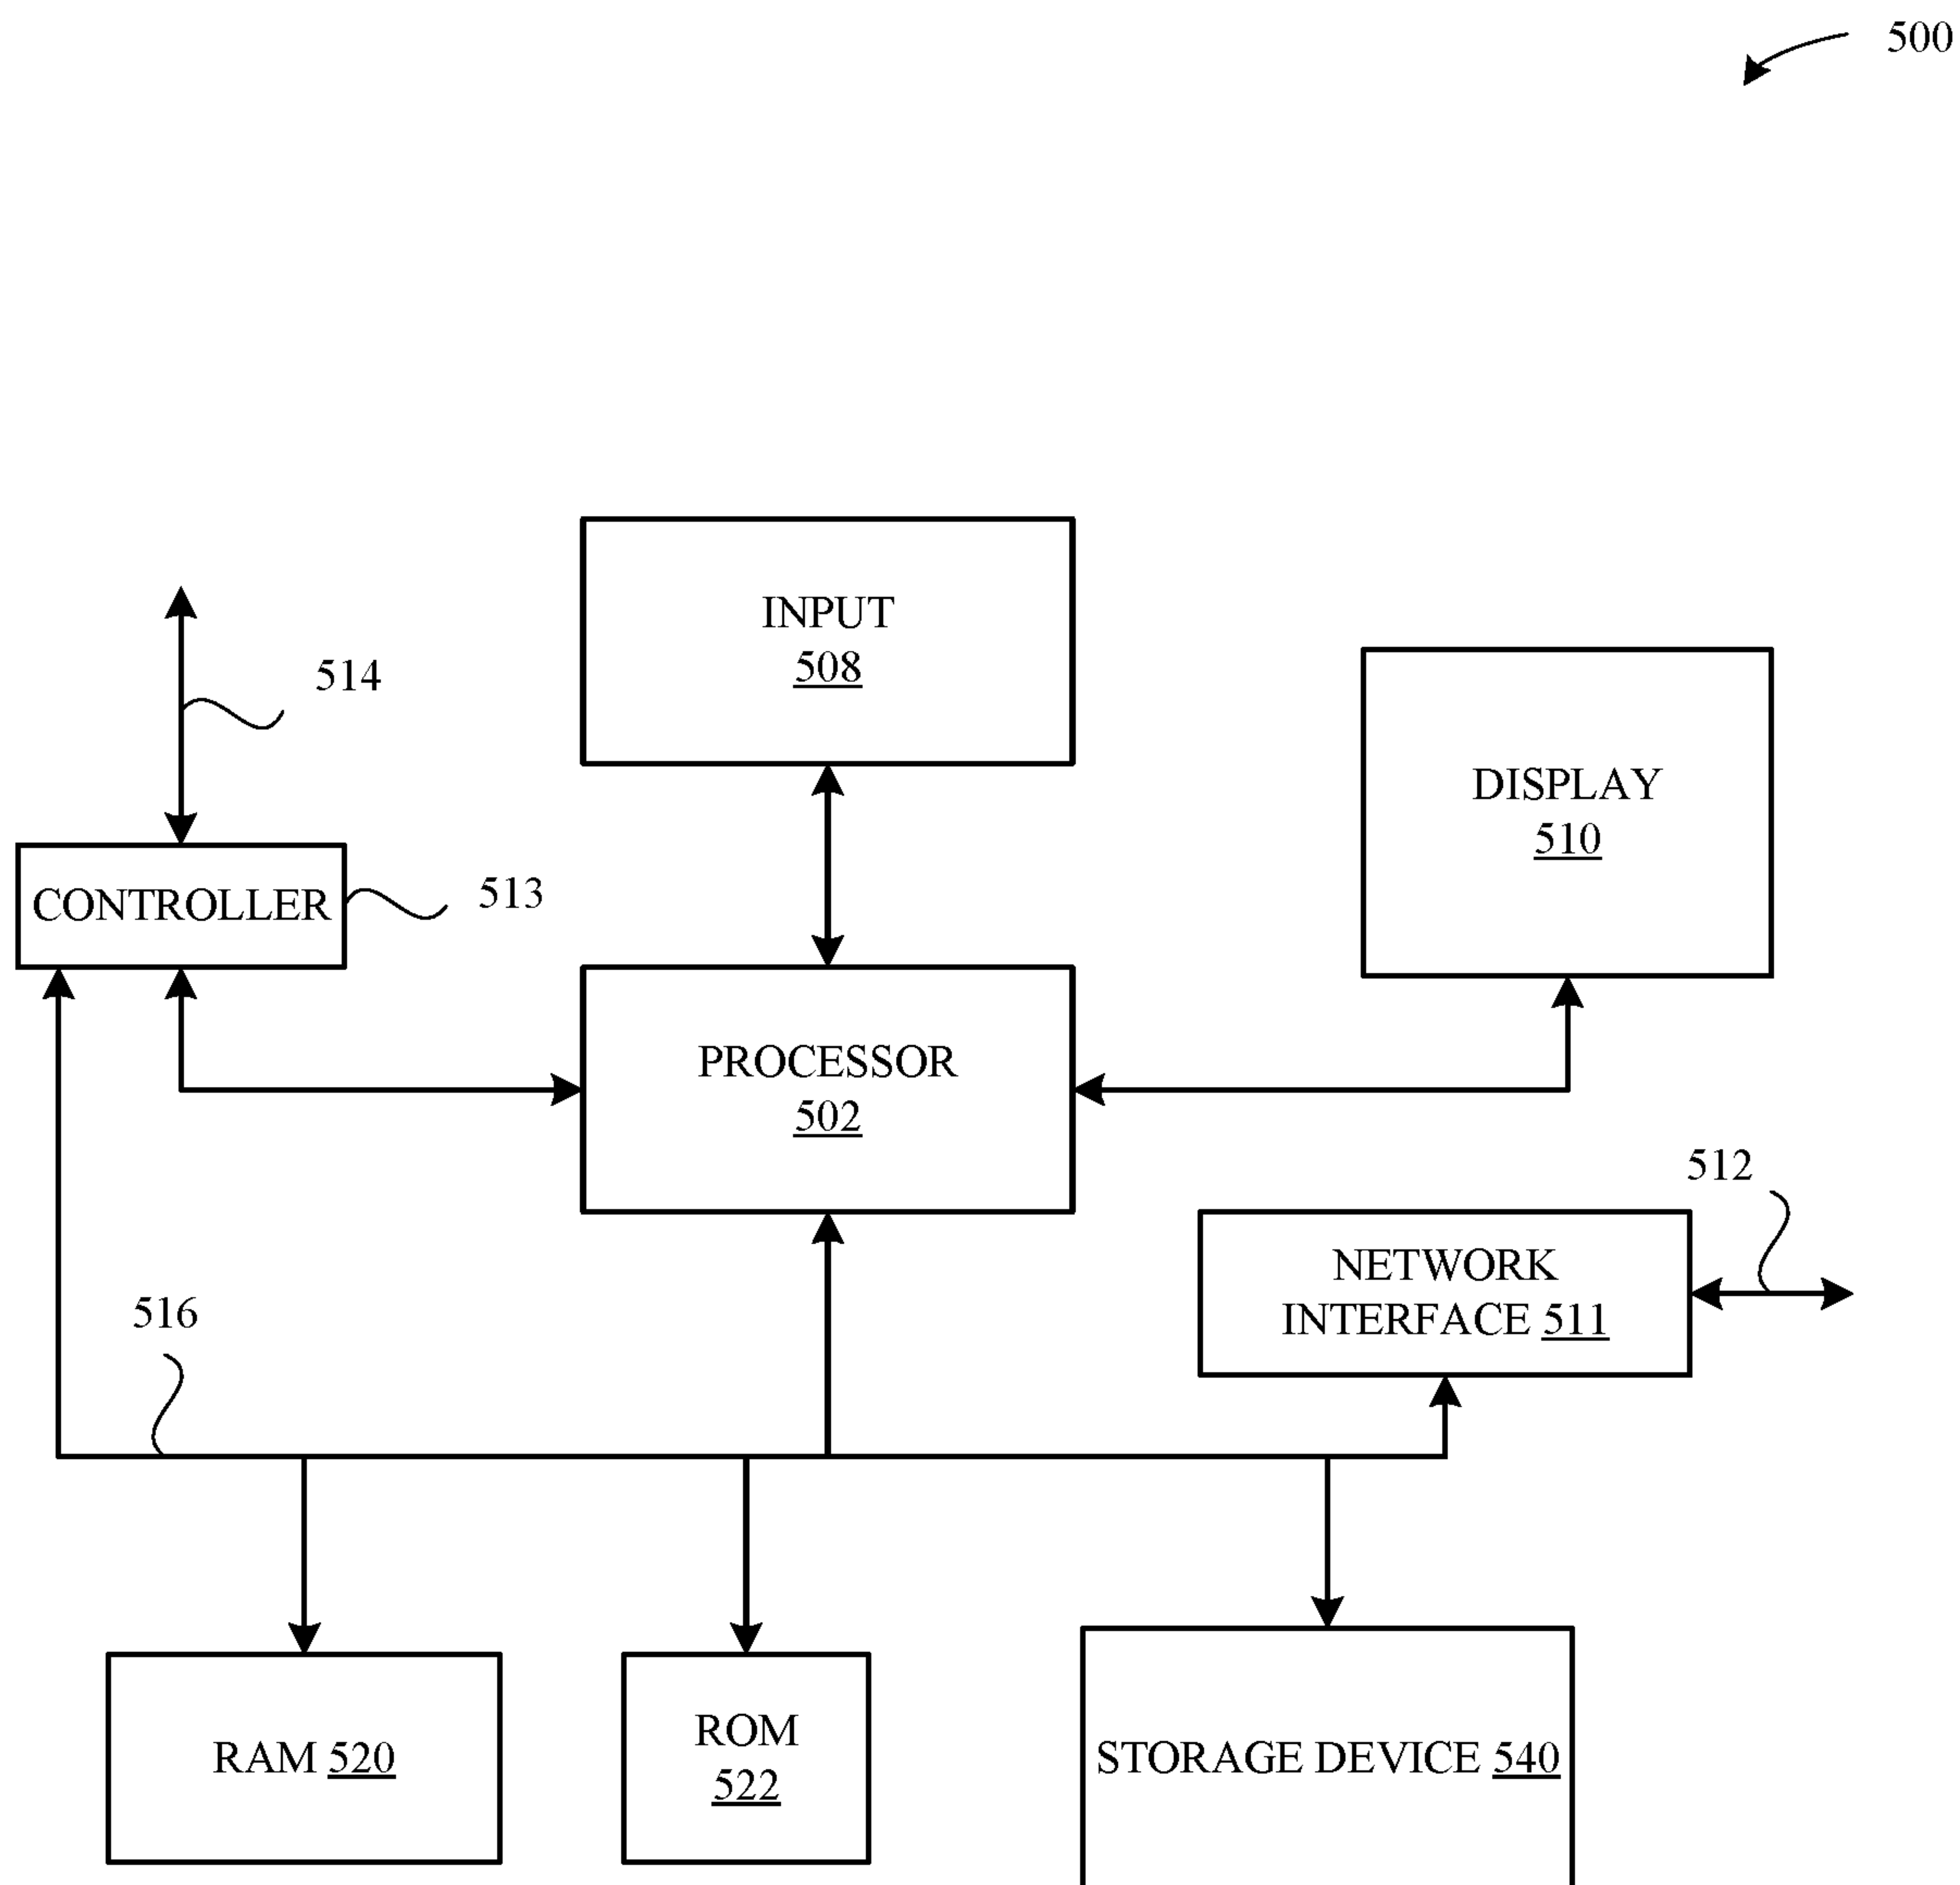 500
INPUT
508
514
DISPLAY
510
CONTROLLER
513
PROCESSOR
502
512
NETWORK
INTERFACE 511
516
RAM 520
ROM
522
STORAGE DEVICE 540